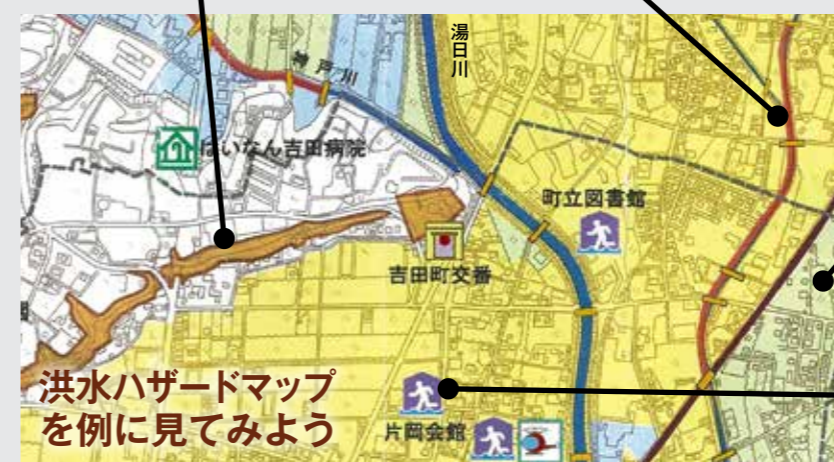 湯日川
神戸川
はいなん吉田病院
町立図書館
吉田町交番
洪水ハザードマップ
を例に見てみよう
片岡会館